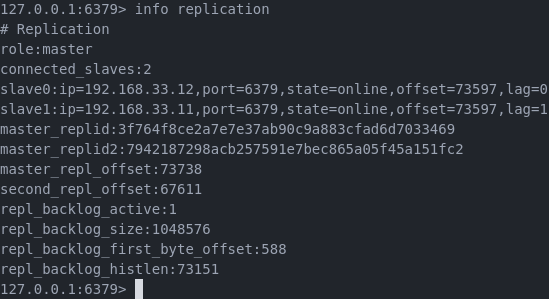 127.0.0.1:6379> info replication
# Replication
role:master
connected_slaves:2
slave0:ip=192.168.33.12,port=6379,state=online,offset=73597,lag=0
slave1:ip=192.168.33.11,port=6379,state=online,offset=73597,lag=1
master_replid:3f764f8ce2a7e7e37ab90c9a883cfad6d7033469
master_replid2:7942187298acb257591e7bec865a05f45a151fc2
master_repl_offset:73738
second_repl_offset:67611
repl_backlog_active:1
repl_backlog_size:1048576
repl_backlog_first_byte_offset:588
repl_backlog_histlen:73151
127.0.0.1:6379>